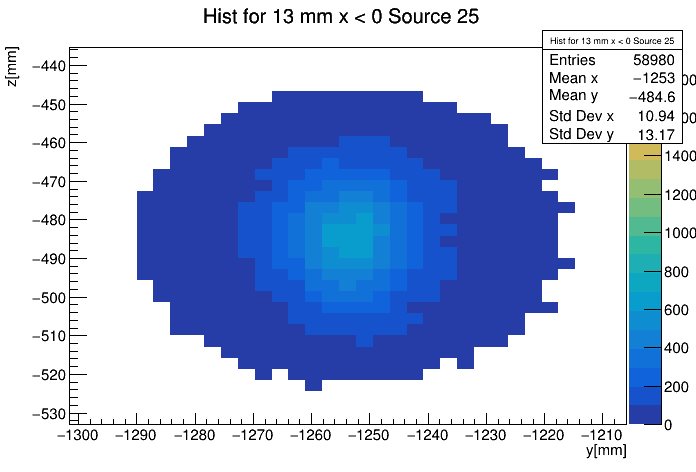 Hist for 13 mm x < 0 Source 25
z[mm]
Hist for 13 mm x < 0 Source 25
Entries 58980
Mean x −1253
Mean y −484.6
Std Dev x 10.94
Std Dev y 13.17
−440
−450
−460
−470
−480
−490
−500
−510
−520
−530
1400
1200
1000
800
600
400
200
0
−1300 −1290 −1280 −1270 −1260 −1250 −1240 −1230 −1220 −1210
y[mm]